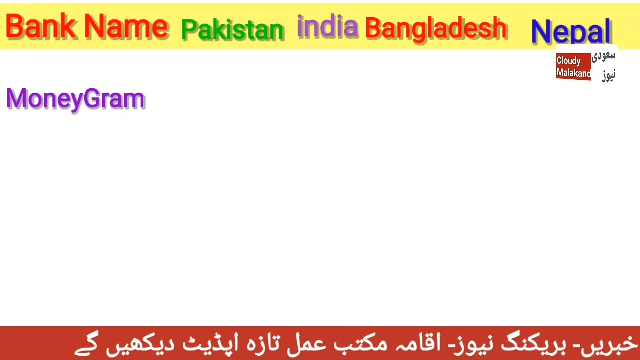 Bank Name Pakistan india Bangladesh Nepal
Cloudy Malakand
سعودی نیوز
MoneyGram
خبریں- بریکنگ نیوز- اقامہ مکتب عمل تازہ اپڈیٹ دیکھیں گے